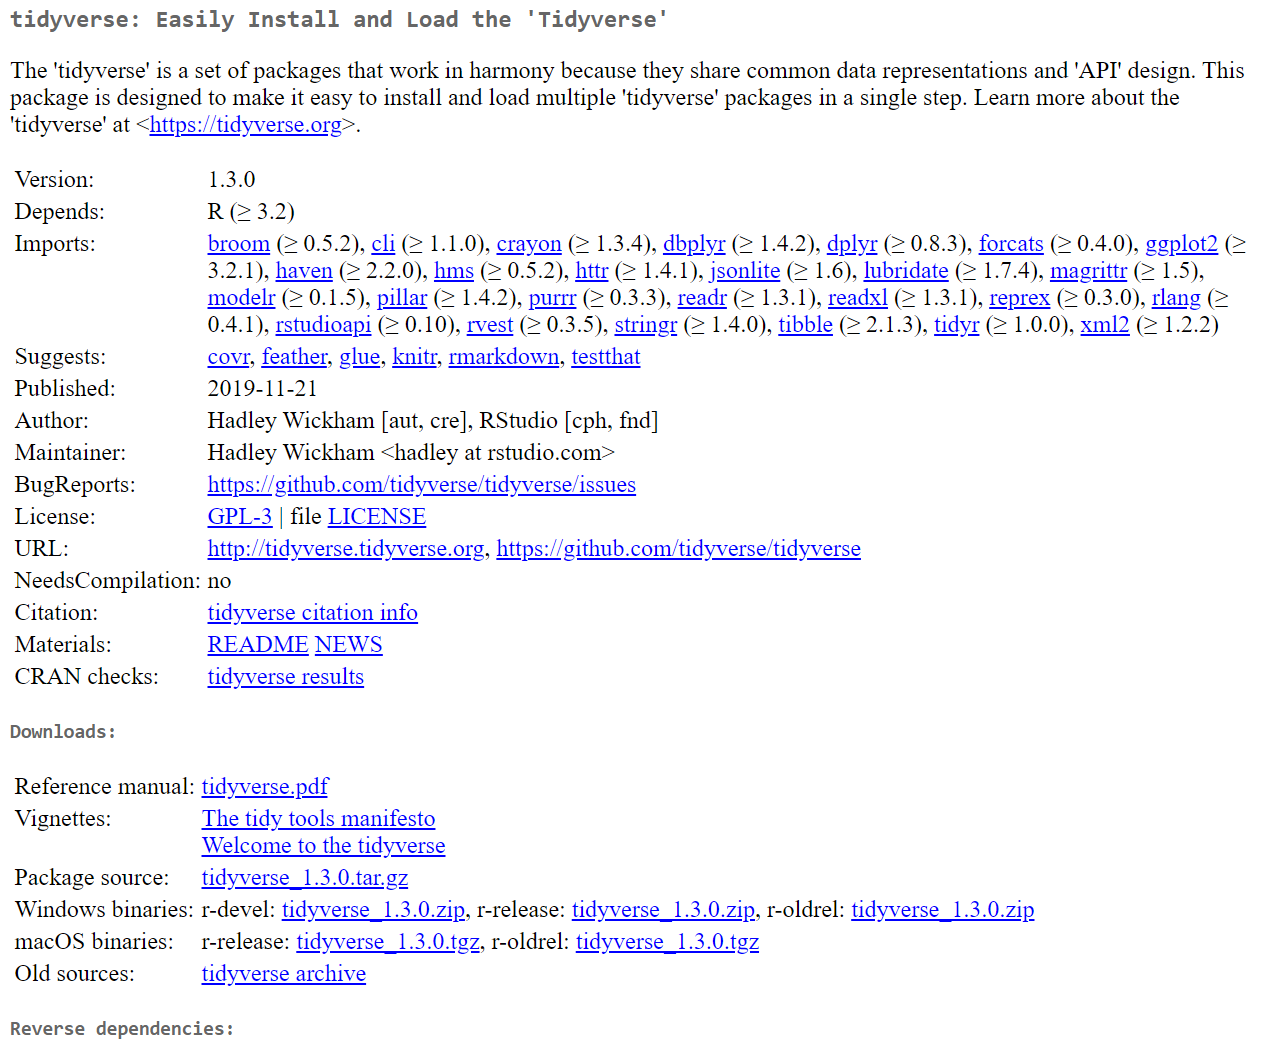 tidyverse: Easily Install and Load the 'Tidyverse'
The 'tidyverse' is a set of packages that work in harmony because they share common data representations and 'API' design. This
package is designed to make it easy to install and load multiple 'tidyverse' packages in a single step. Learn more about the
'tidyverse' at <https://tidyverse.org>.
Version: 1.3.0
Depends: R (≥ 3.2)
Imports: broom (≥ 0.5.2), cli (≥ 1.1.0), crayon (≥ 1.3.4), dbplyr (≥ 1.4.2), dplyr (≥ 0.8.3), forcats (≥ 0.4.0), ggplot2 (≥
3.2.1), haven (≥ 2.2.0), hms (≥ 0.5.2), httr (≥ 1.4.1), jsonlite (≥ 1.6), lubridate (≥ 1.7.4), magrittr (≥ 1.5),
modelr (≥ 0.1.5), pillar (≥ 1.4.2), purrr (≥ 0.3.3), readr (≥ 1.3.1), readxl (≥ 1.3.1), reprex (≥ 0.3.0), rlang (≥
0.4.1), rstudioapi (≥ 0.10), rvest (≥ 0.3.5), stringr (≥ 1.4.0), tibble (≥ 2.1.3), tidyr (≥ 1.0.0), xml2 (≥ 1.2.2)
Suggests: covr, feather, glue, knitr, rmarkdown, testthat
Published: 2019-11-21
Author: Hadley Wickham [aut, cre], RStudio [cph, fnd]
Maintainer: Hadley Wickham <hadley at rstudio.com>
BugReports: https://github.com/tidyverse/tidyverse/issues
License: GPL-3 | file LICENSE
URL: http://tidyverse.tidyverse.org, https://github.com/tidyverse/tidyverse
NeedsCompilation: no
Citation: tidyverse citation info
Materials: README NEWS
CRAN checks: tidyverse results
Downloads:
Reference manual: tidyverse.pdf
Vignettes: The tidy tools manifesto
Welcome to the tidyverse
Package source: tidyverse_1.3.0.tar.gz
Windows binaries: r-devel: tidyverse_1.3.0.zip, r-release: tidyverse_1.3.0.zip, r-oldrel: tidyverse_1.3.0.zip
macOS binaries: r-release: tidyverse_1.3.0.tgz, r-oldrel: tidyverse_1.3.0.tgz
Old sources: tidyverse archive
Reverse dependencies: